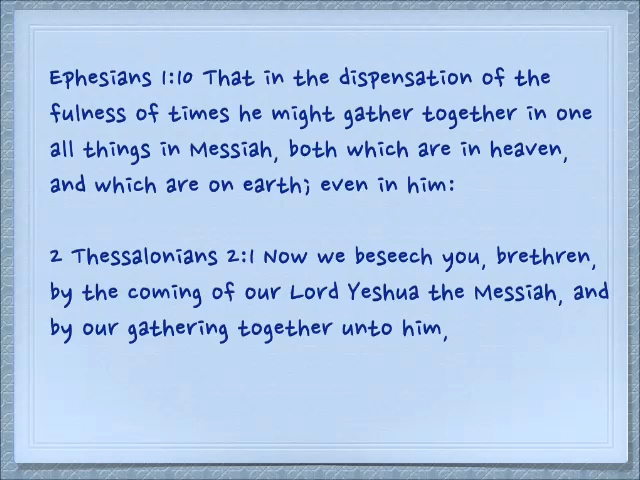 Ephesians 1:10 That in the dispensation of the
fulness of times he might gather together in one
all things in Messiah, both which are in heaven,
and which are on earth; even in him:
2 Thessalonians 2:1 Now we beseech you, brethren,
by the coming of our Lord Yeshua the Messiah, and
by our gathering together unto him,